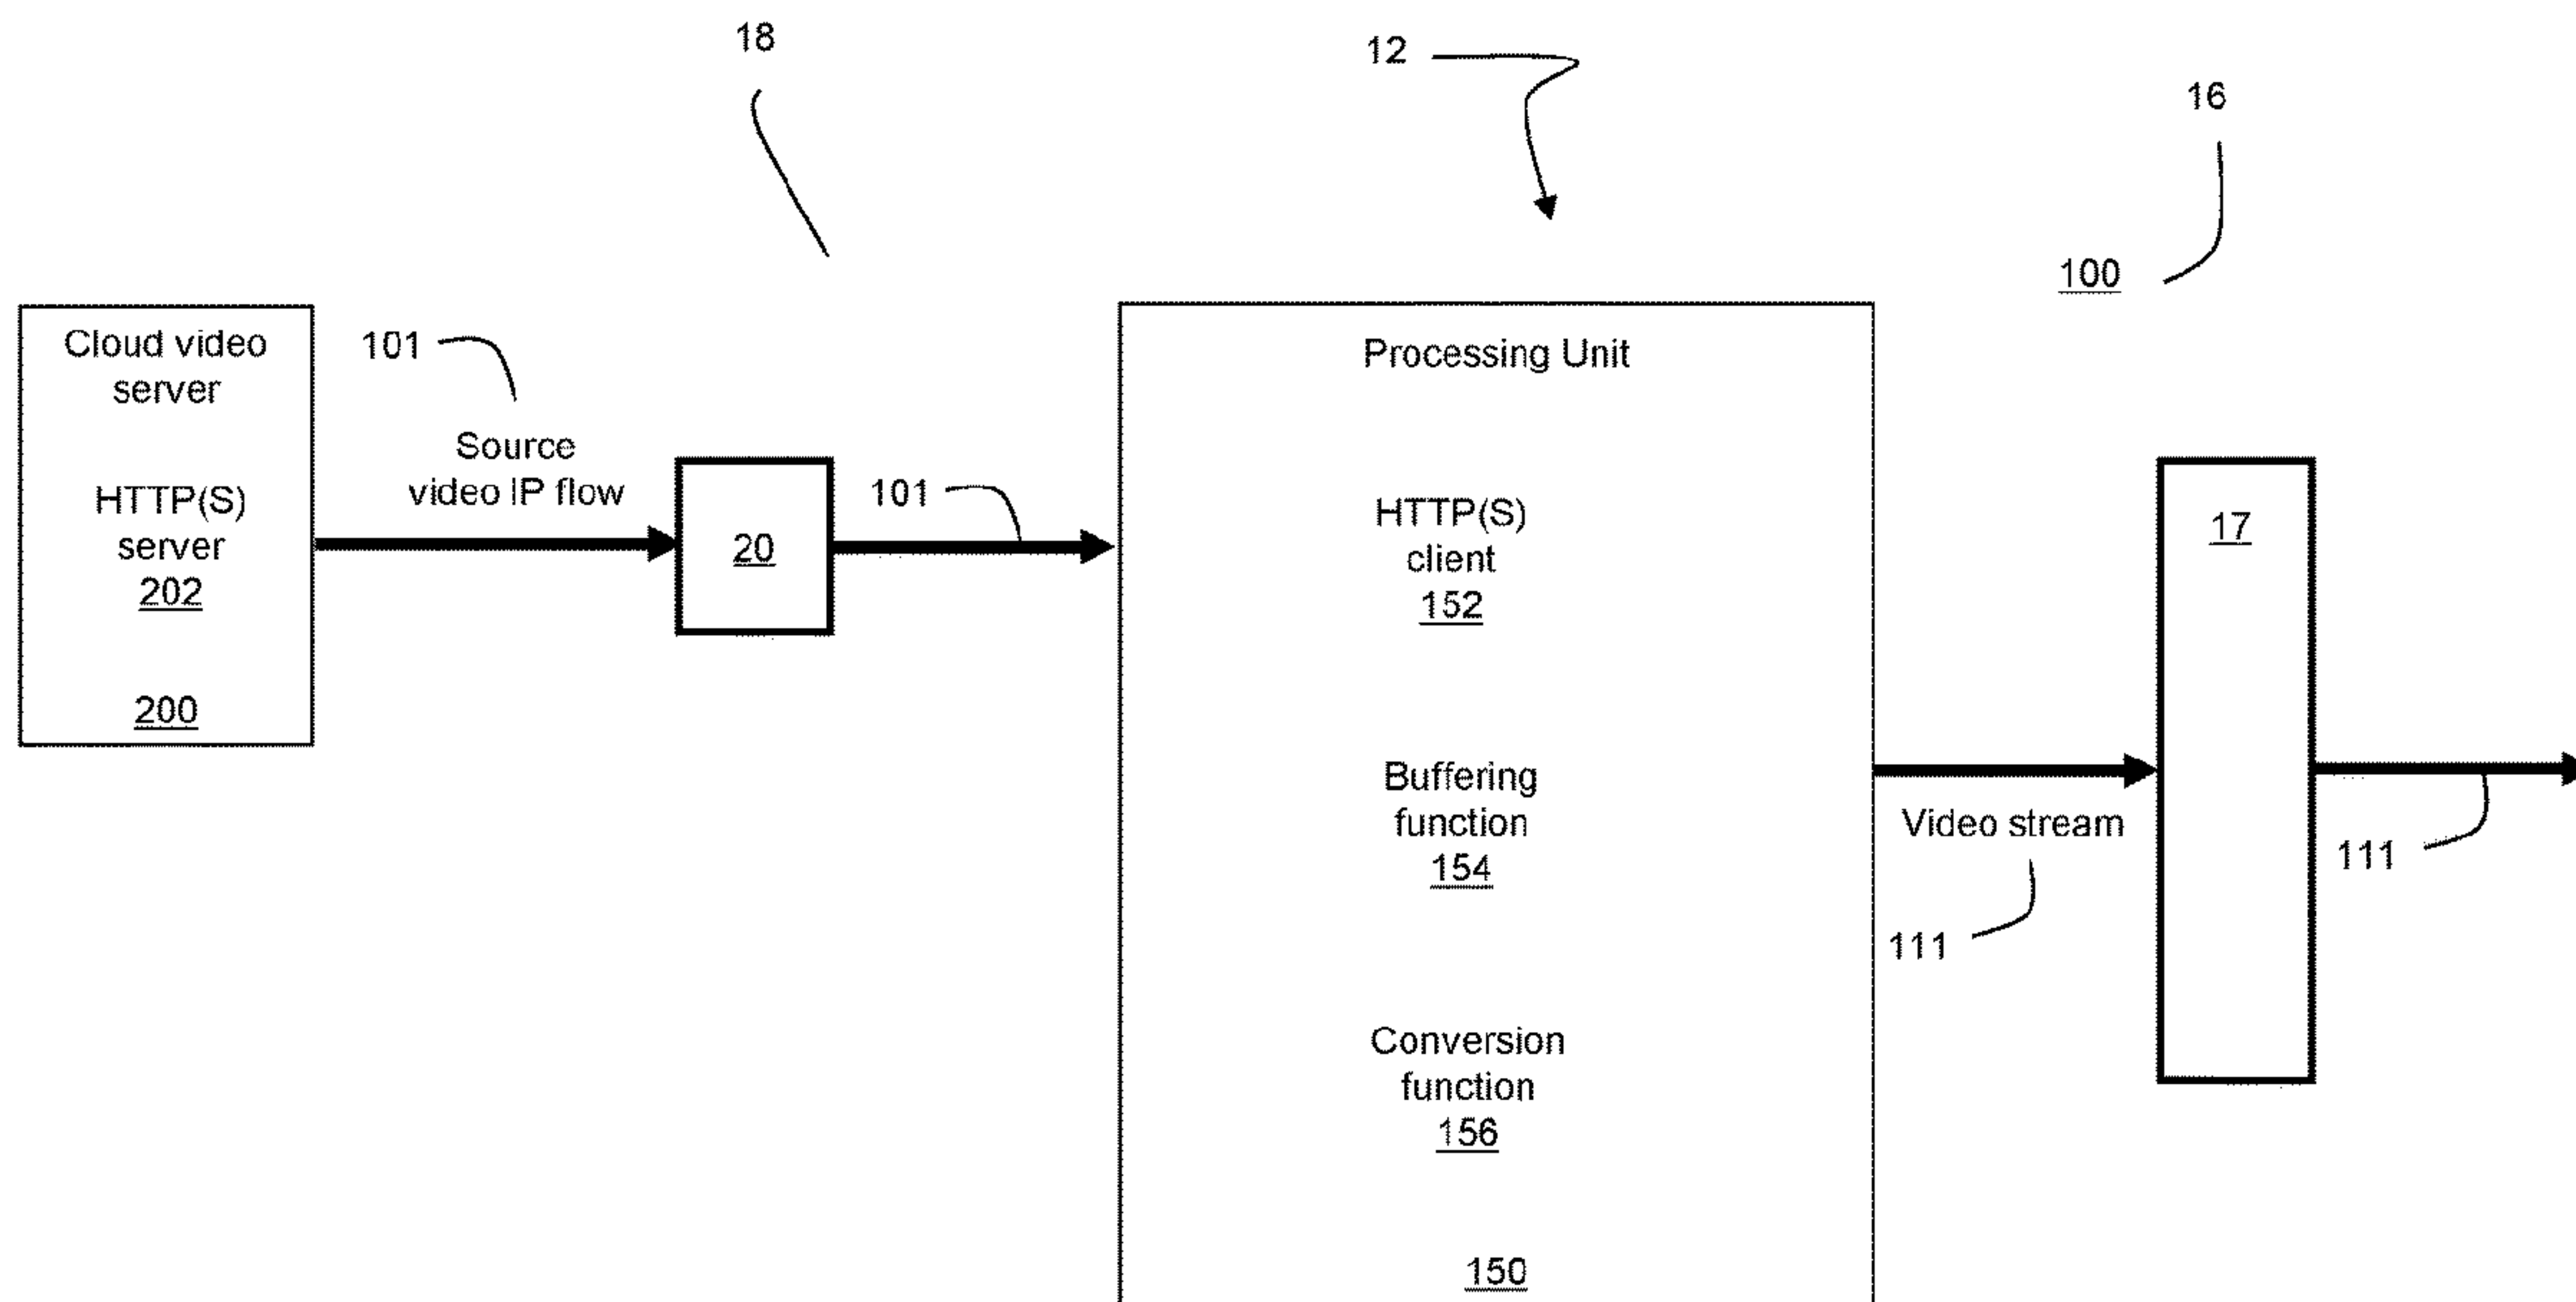 18
12
16
100
Cloud video
server
HTTP(S)
server
202
200
101
Source
video IP flow
20
101
Processing Unit
HTTP(S)
client
152
Buffering
function
154
Conversion
function
156
150
Video stream
111
17
111